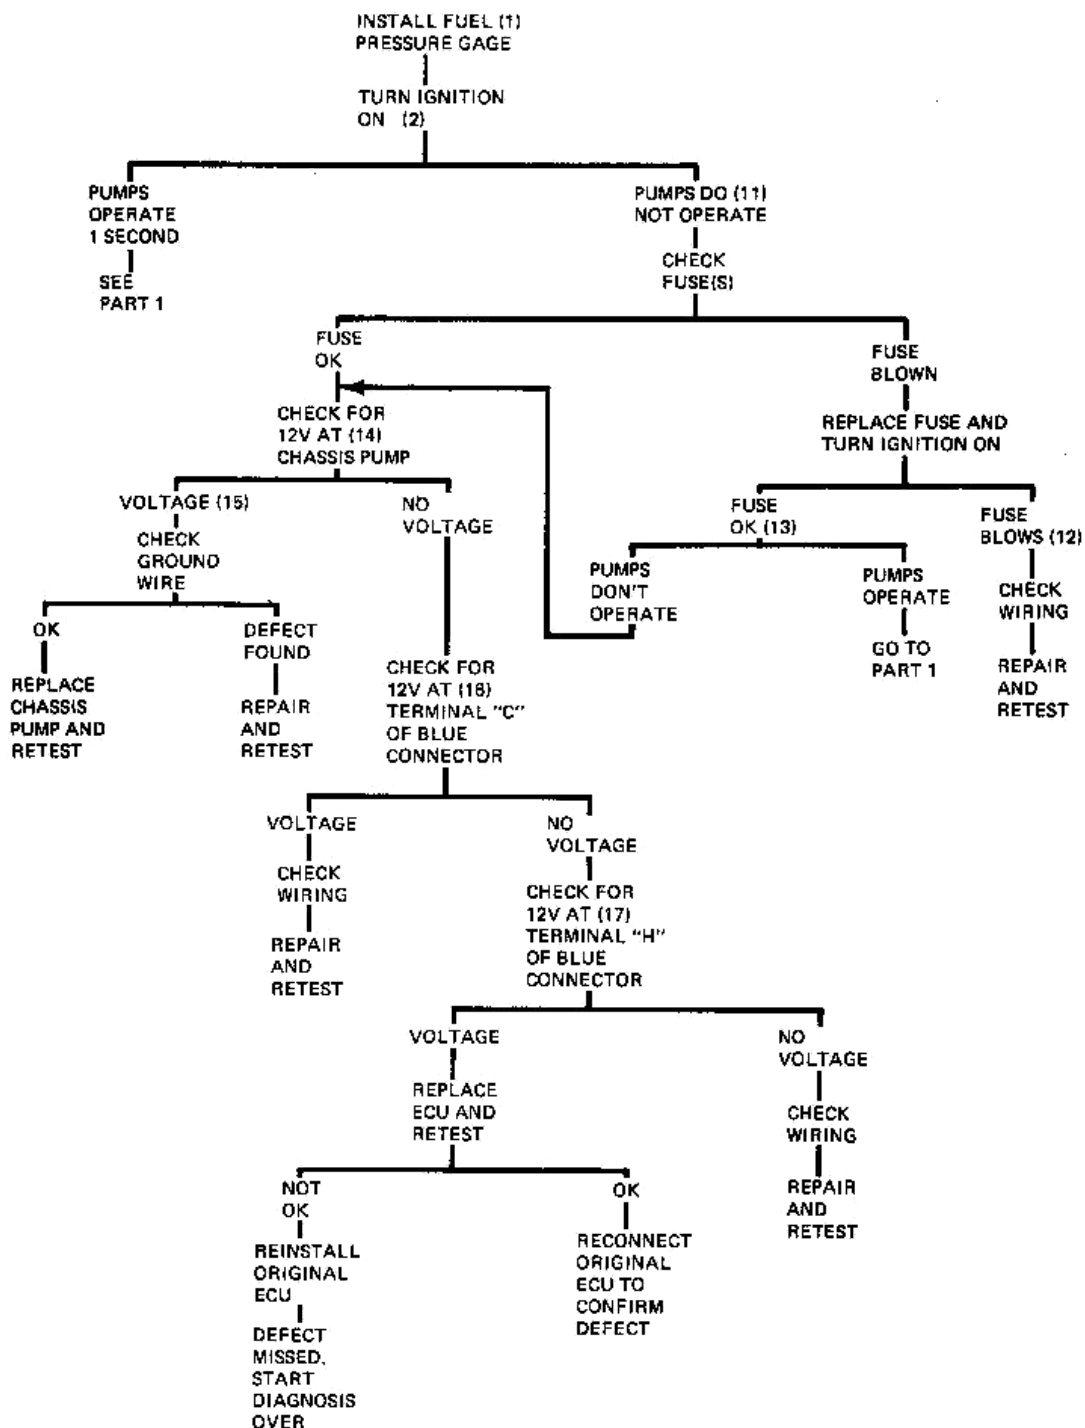 INSTALL FUEL (1)
PRESSURE GAGE
TURN IGNITION
ON (2)
PUMPS
OPERATE
1 SECOND
SEE
PART 1
PUMPS DO (11)
NOT OPERATE
CHECK
FUSE(S)
FUSE
OK
CHECK FOR
12V AT (14)
CHASSIS PUMP
FUSE
BLOWN
REPLACE FUSE AND
TURN IGNITION ON
VOLTAGE (15)
CHECK
GROUND
WIRE
NO
VOLTAGE
FUSE
OK (13)
FUSE
BLOWS (12)
PUMPS
DON'T
OPERATE
PUMPS
OPERATE
GO TO
PART 1
CHECK
WIRING
REPAIR
AND
RETEST
OK
REPLACE
CHASSIS
PUMP AND
RETEST
DEFECT
FOUND
REPAIR
AND
RETEST
CHECK FOR
12V AT (16)
TERMINAL "C"
OF BLUE
CONNECTOR
VOLTAGE
CHECK
WIRING
REPAIR
AND
RETEST
NO
VOLTAGE
CHECK FOR
12V AT (17)
TERMINAL "H"
OF BLUE
CONNECTOR
VOLTAGE
REPLACE
ECU AND
RETEST
NO
VOLTAGE
CHECK
WIRING
REPAIR
AND
RETEST
NOT
OK
REINSTALL
ORIGINAL
ECU
DEFECT
MISSED,
START
DIAGNOSIS
OVER
OK
RECONNECT
ORIGINAL
ECU TO
CONFIRM
DEFECT